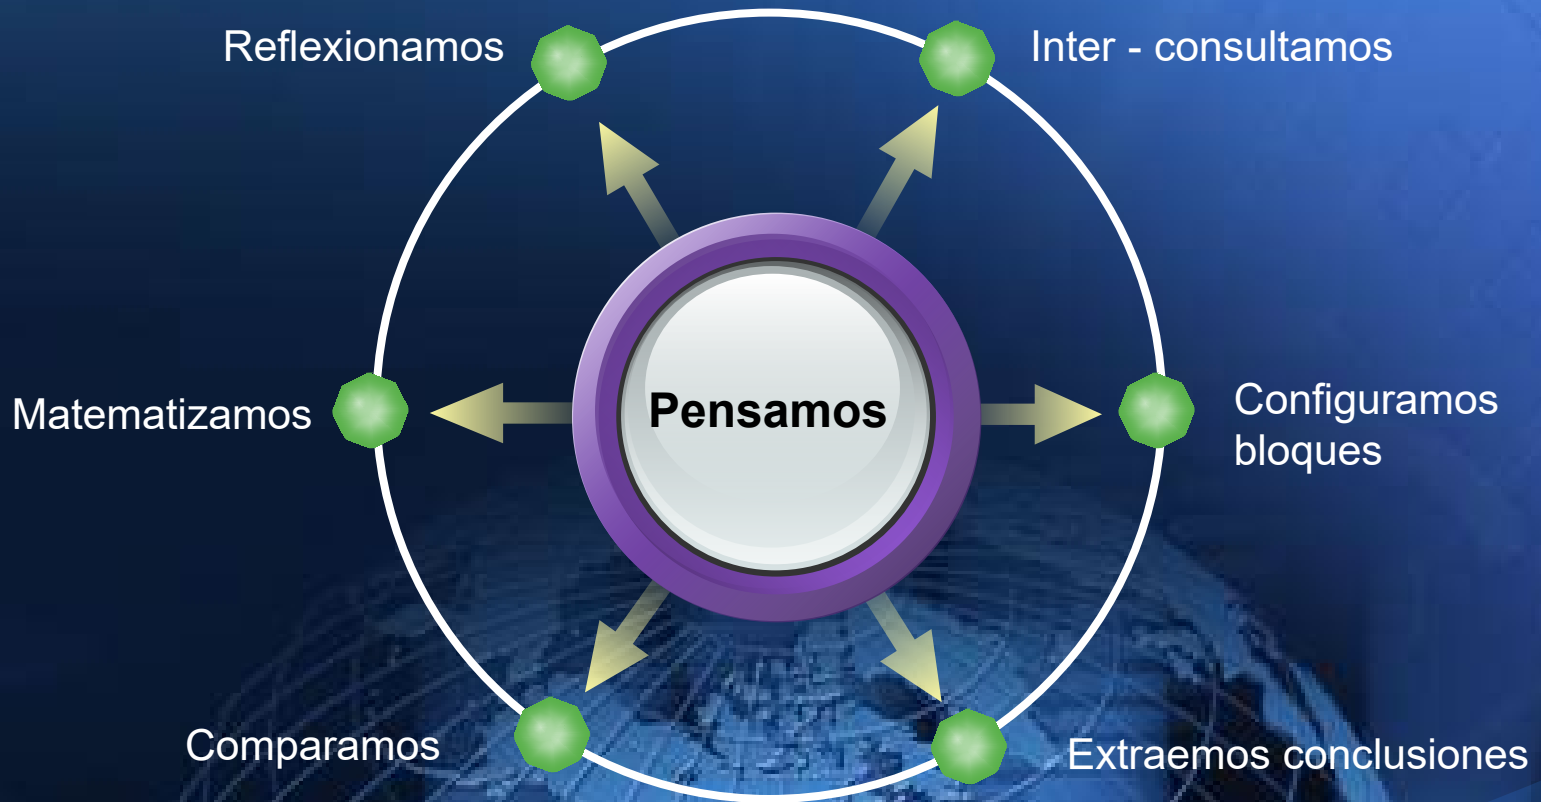 Reflexionamos
Inter - consultamos
Matematizamos
Pensamos
Configuramos
bloques
Comparamos
Extraemos conclusiones